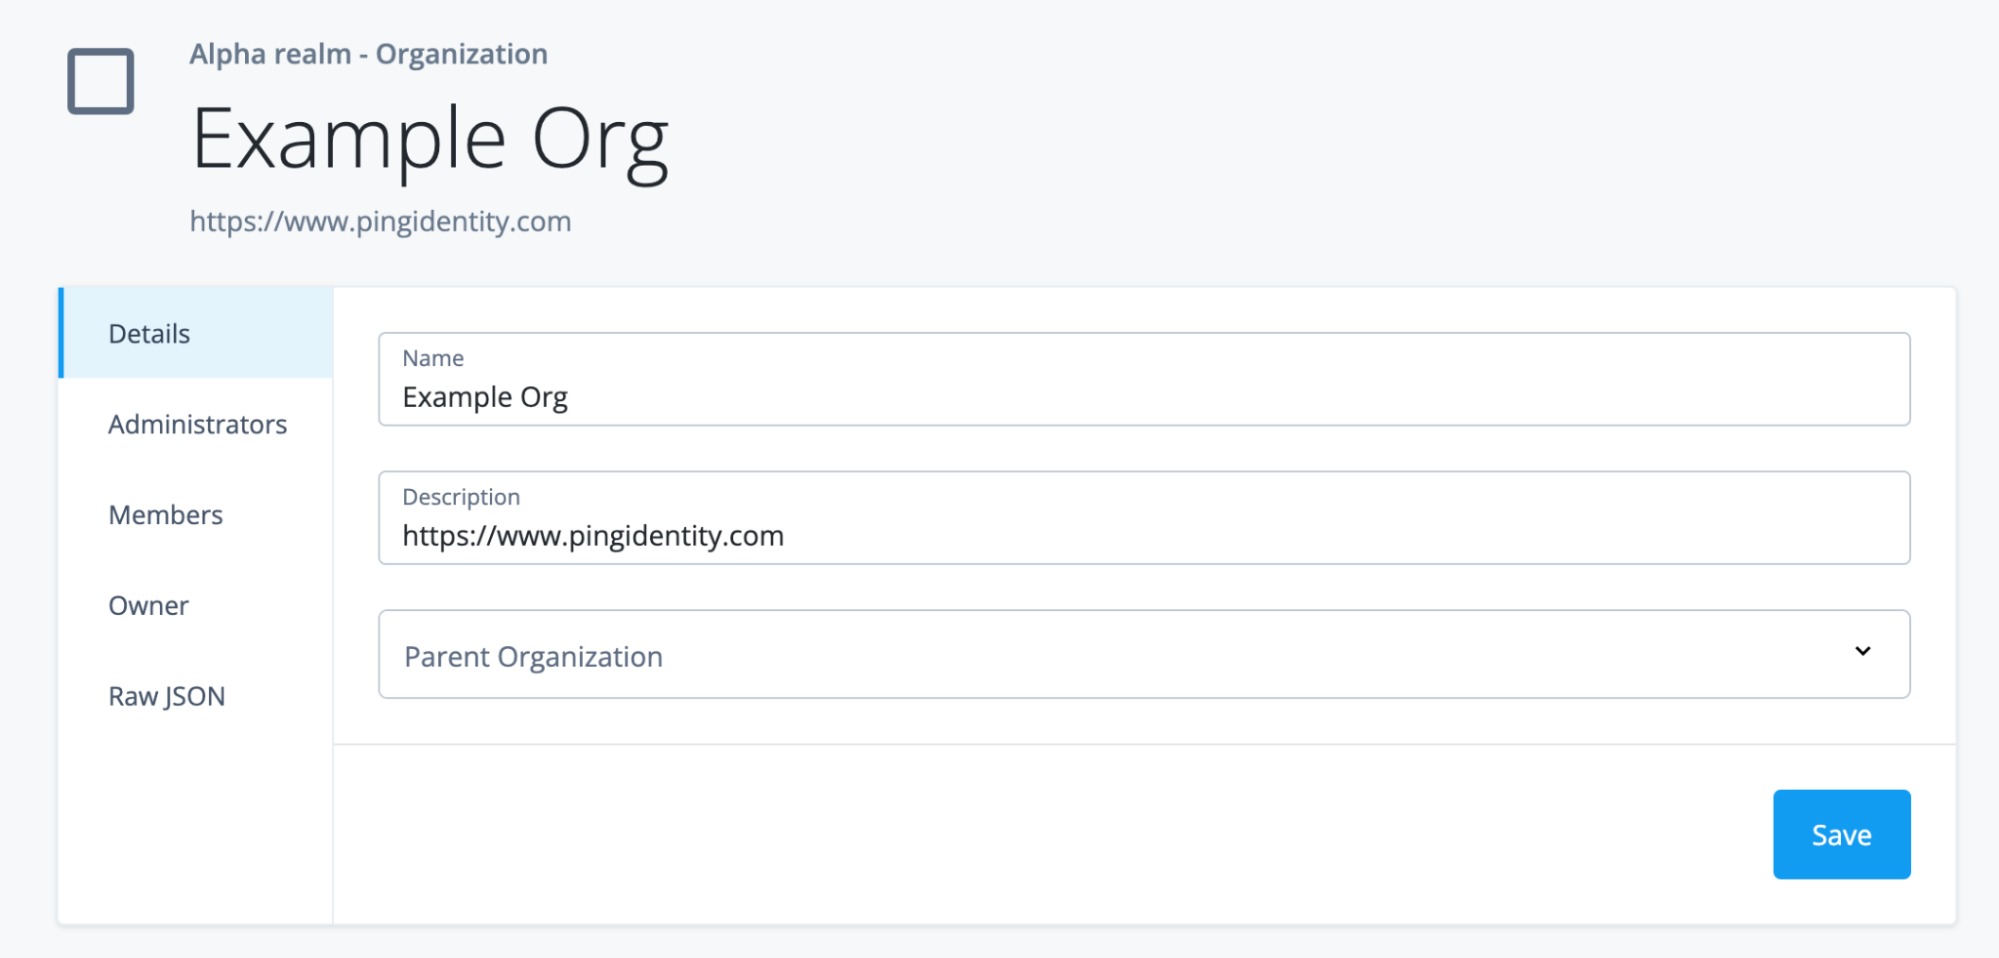 Alpha realm - Organization
Example Org
https://www.pingidentity.com
Details
Administrators
Members
Owner
Raw JSON
Name
Example Org
Description
https://www.pingidentity.com
Parent Organization
Save